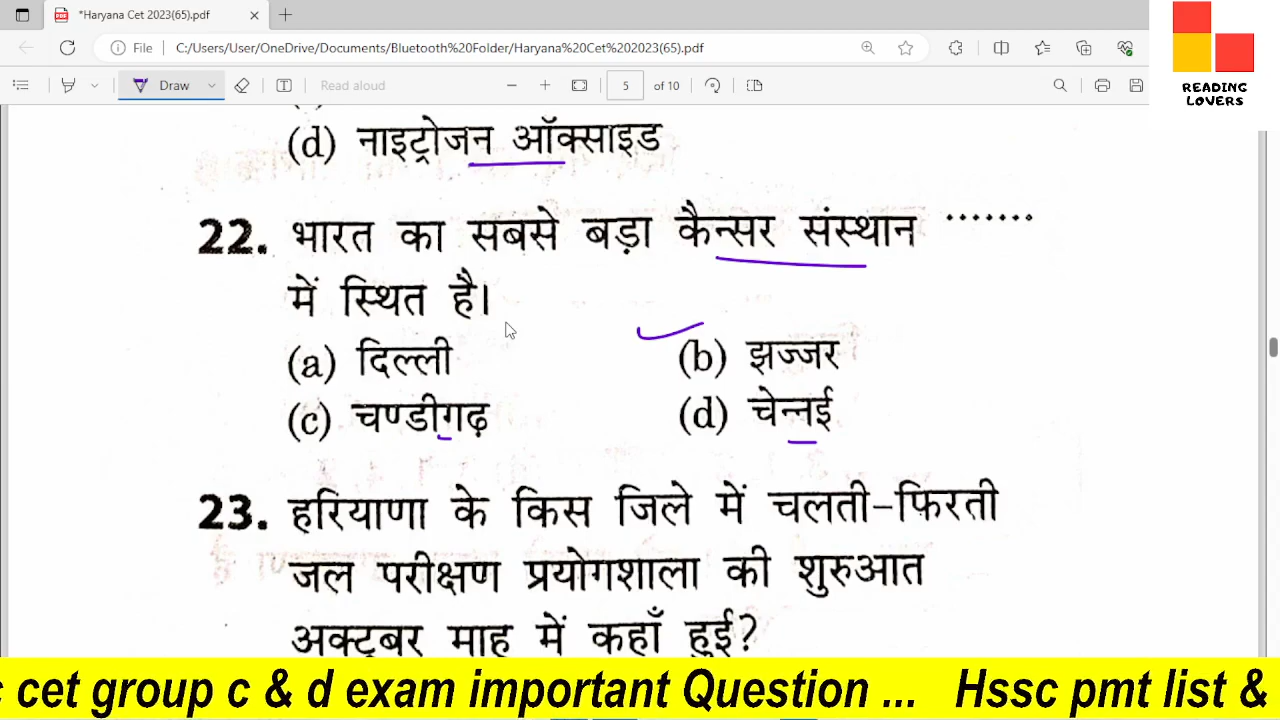 *Haryana Cet 2023(65).pdf
File
C:/Users/User/OneDrive/Documents/Bluetooth%20Folder/Haryana%20Cet%202023(65).pdf
Draw
Read aloud
5
of 10
READING
LOVERS
(d) नाइट्रोजन ऑक्साइड
22. भारत का सबसे बड़ा कैन्सर संस्थान .......
में स्थित है।
(a) दिल्ली (b) झज्जर
(c) चण्डीगढ़ (d) चेन्नई
23. हरियाणा के किस जिले में चलती-फिरती
जल परीक्षण प्रयोगशाला की शुरुआत
अक्टूबर माह में कहाँ हुई?
c cet group c & d exam important Question ... Hssc pmt list &